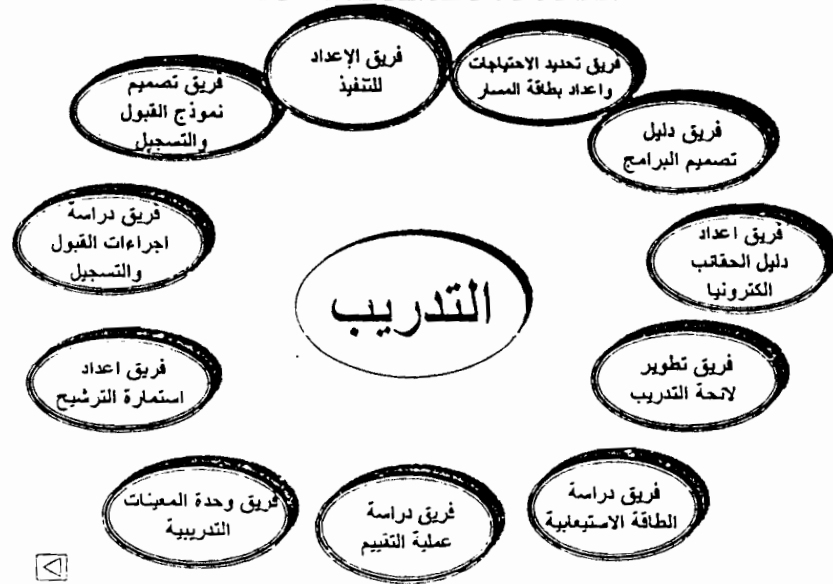 فريق الإعداد
للتنفيذ
فريق تحديد الاحتياجات
واعداد بطاقة المسار
فريق دليل
تصميم البرامج
فريق اعداد
دليل الحقائب
الكترونيا
فريق تطوير
لائحة التدريب
فريق دراسة
الطاقة الاستيعابية
فريق دراسة
عملية التقييم
فريق وحدة المعينات
التدريبية
فريق اعداد
استمارة الترشيح
فريق دراسة
اجراءات القبول
والتسجيل
فريق تصميم
نموذج القبول
والتسجيل
التدريب